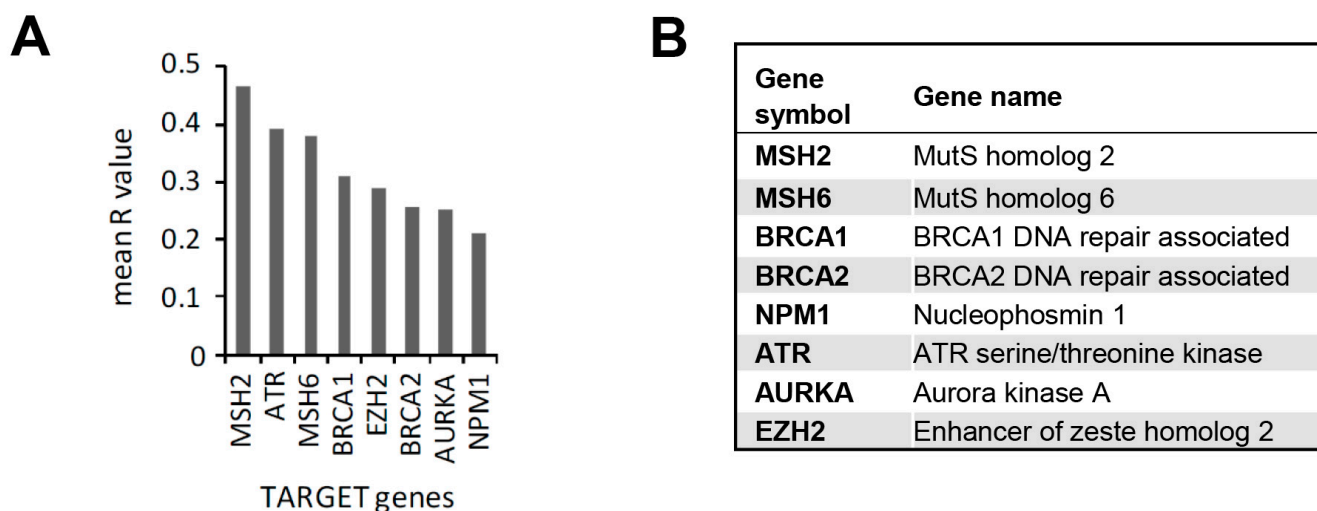 A
mean R value
0.5
0.4
0.3
0.2
0.1
0
MSH2
ATR
MSH6
BRCA1
EZH2
BRCA2
AURKA
NPM1
TARGET genes
B
Gene symbol Gene name
MSH2 MutS homolog 2
MSH6 MutS homolog 6
BRCA1 BRCA1 DNA repair associated
BRCA2 BRCA2 DNA repair associated
NPM1 Nucleophosmin 1
ATR ATR serine/threonine kinase
AURKA Aurora kinase A
EZH2 Enhancer of zeste homolog 2